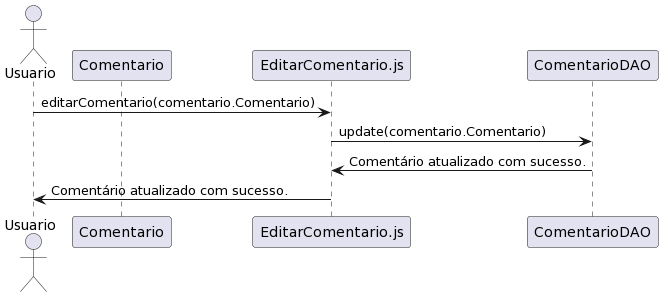 Usuario
Comentario
EditarComentario.js
ComentarioDAO
editarComentario(comentario.Comentario)
update(comentario.Comentario)
Comentário atualizado com sucesso.
Comentário atualizado com sucesso.
Usuario
Comentario
EditarComentario.js
ComentarioDAO